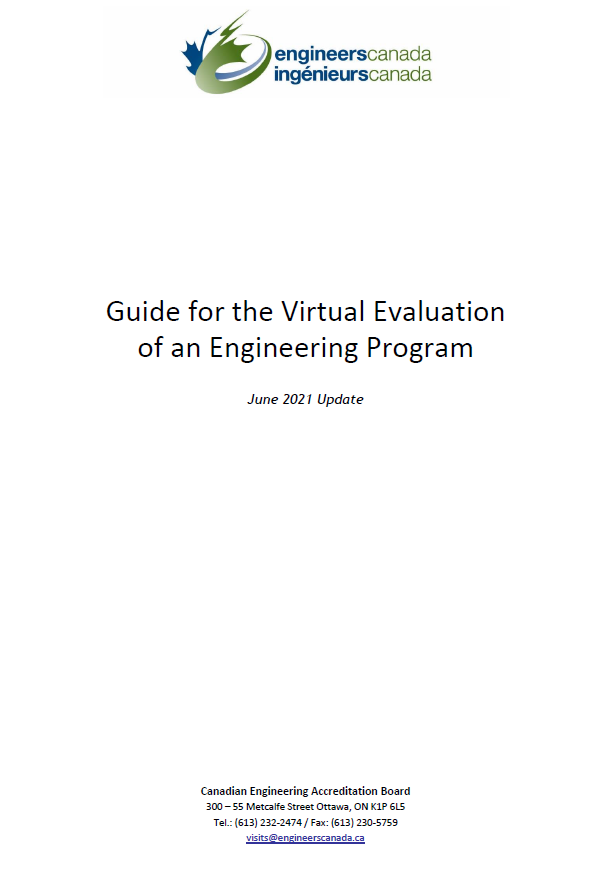 engineerscanada
ingénieurscanada
Guide for the Virtual Evaluation
of an Engineering Program
June 2021 Update
Canadian Engineering Accreditation Board
300 – 55 Metcalfe Street Ottawa, ON K1P 6L5
Tel.: (613) 232-2474 / Fax: (613) 230-5759
visits@engineerscanada.ca